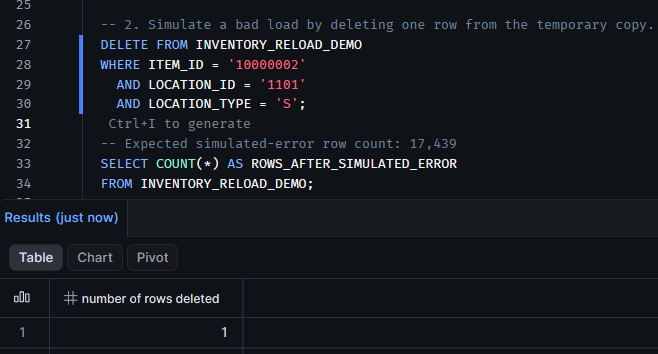 25
26 -- 2. Simulate a bad load by deleting one row from the temporary copy.
27 DELETE FROM INVENTORY_RELOAD_DEMO
28 WHERE ITEM_ID = '10000002'
29 AND LOCATION_ID = '1101'
30 AND LOCATION_TYPE = 'S';
31 Ctrl+I to generate
32 -- Expected simulated-error row count: 17,439
33 SELECT COUNT(*) AS ROWS_AFTER_SIMULATED_ERROR
34 FROM INVENTORY_RELOAD_DEMO;
Results (just now)
Table Chart Pivot
# number of rows deleted
1 1